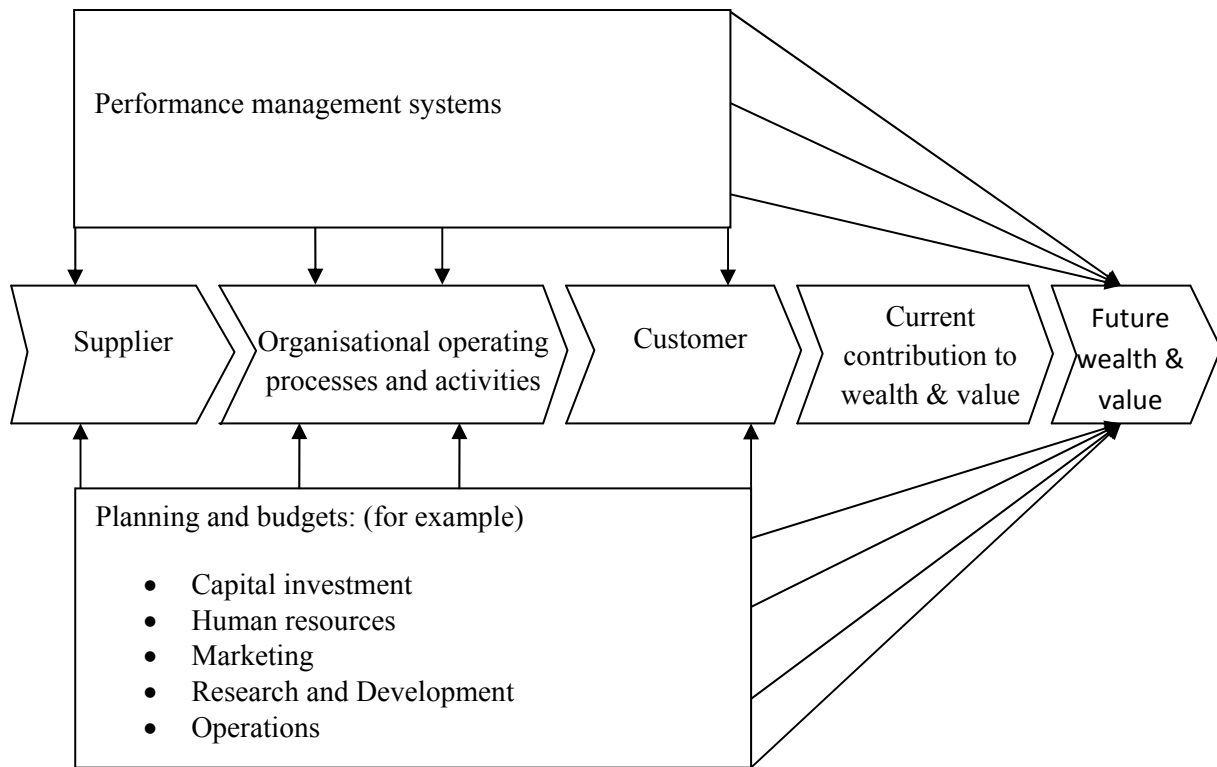 Performance management systems
Supplier
Organisational operating
processes and activities
Customer
Current
contribution to
wealth & value
Future
wealth &
value
Planning and budgets: (for example)
• Capital investment
• Human resources
• Marketing
• Research and Development
• Operations